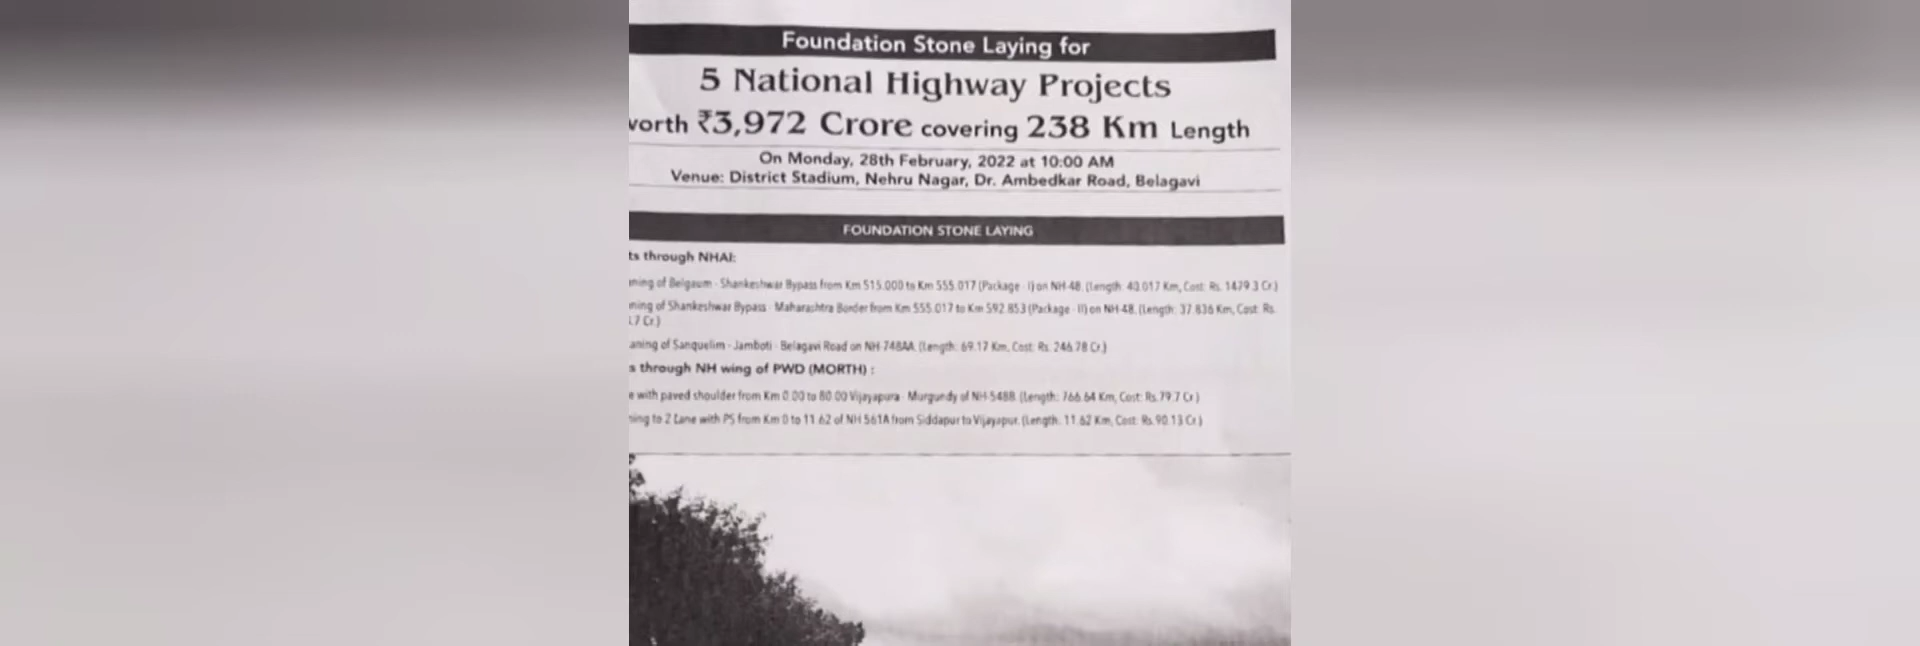 Foundation Stone Laying for
5 National Highway Projects
worth ₹3,972 Crore covering 238 Km Length
On Monday, 28th February, 2022 at 10:00 AM
Venue: District Stadium, Nehru Nagar, Dr. Ambedkar Road, Belagavi
FOUNDATION STONE LAYING
ts through NHAI:
ning of Belgaum - Shankeshwar Bypass from Km 515.000 to Km 555.017 (Package - I) on NH-48. (Length: 40.017 Km, Cost: Rs. 1479.3 Cr.)
ning of Shankeshwar Bypass - Maharashtra Border from Km 555.017 to Km 592.853 (Package - II) on NH-48. (Length: 37.836 Km, Cost: Rs.
.7 Cr.)
aning of Sanquelim - Jamboti - Belagavi Road on NH-748AA. (Length: 69.17 Km, Cost: Rs. 246.78 Cr.)
s through NH wing of PWD (MORTH) :
e with paved shoulder from Km 0.00 to 80.00 Vijayapura - Murgundy of NH-548B. (Length: 766.64 Km, Cost: Rs.79.7 Cr.)
ning to 2 Lane with PS from Km 0 to 11.62 of NH 561A from Siddapur to Vijayapur. (Length: 11.62 Km, Cost: Rs.90.13 Cr.)